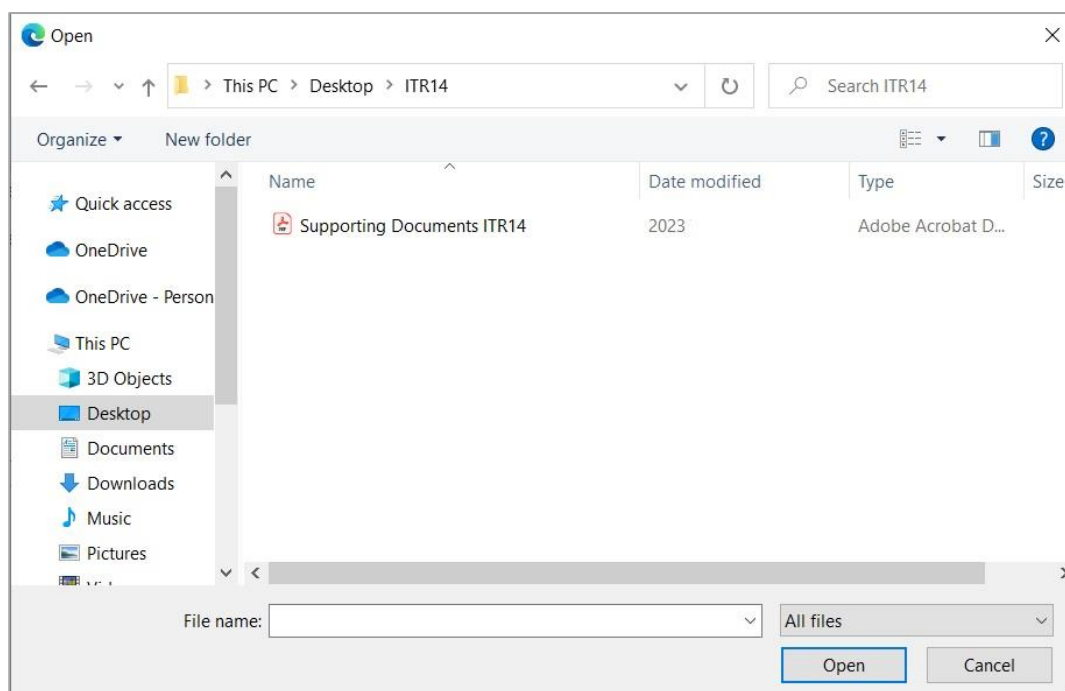 Open
This PC > Desktop > ITR14
Search ITR14
Organize
New folder
?
Name
Date modified
Type
Size
Quick access
OneDrive
OneDrive - Person
This PC
3D Objects
Desktop
Documents
Downloads
Music
Pictures
Supporting Documents ITR14
2023
Adobe Acrobat D...
File name:
All files
Open
Cancel